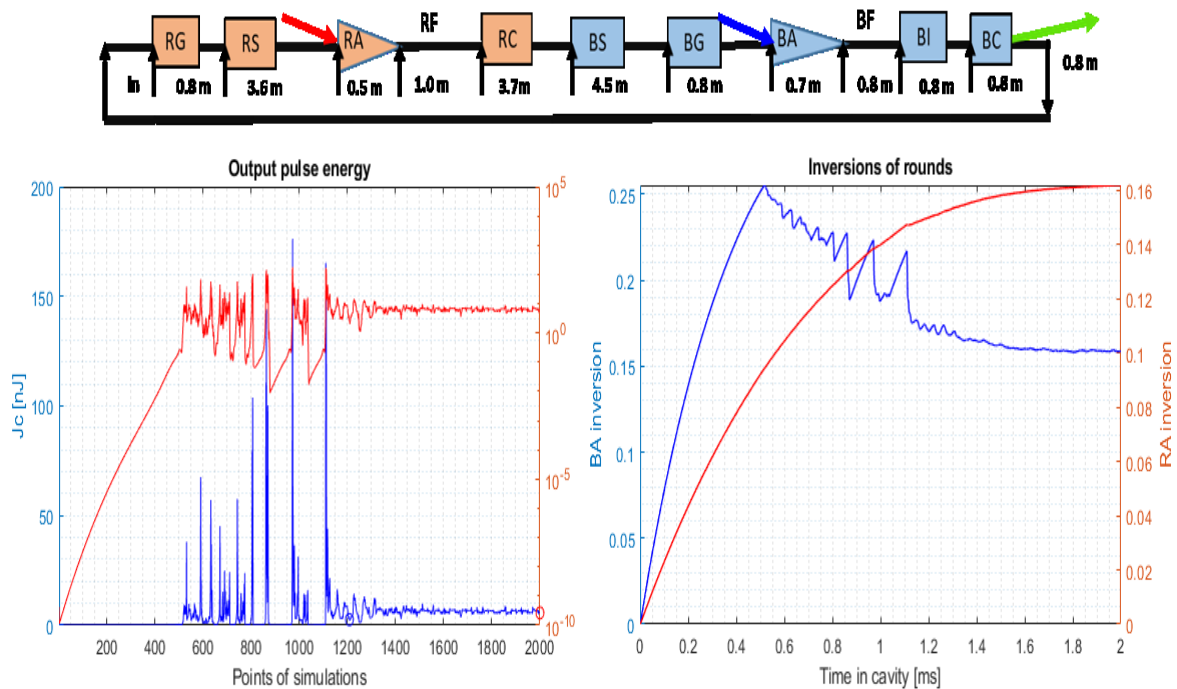 RG RS RA RF RC BS BG BA BF BI BC
In 0.8 m 3.6 m 0.5 m 1.0 m 3.7m 4.5 m 0.8 m 0.7 m 0.8 m 0.8 m 0.8 m 0.8 m
Output pulse energy
200
150
100
50
0
Jc [nJ]
10^5
10^0
10^-5
10^-10
0 200 400 600 800 1000 1200 1400 1600 1800 2000
Points of simulations
Inversions of rounds
0.25
0.2
0.15
0.1
0.05
0
BA inversion
0.16
0.14
0.12
0.1
0.08
0.06
0.04
0.02
0
RA inversion
0 0.2 0.4 0.6 0.8 1 1.2 1.4 1.6 1.8 2
Time in cavity [ms]